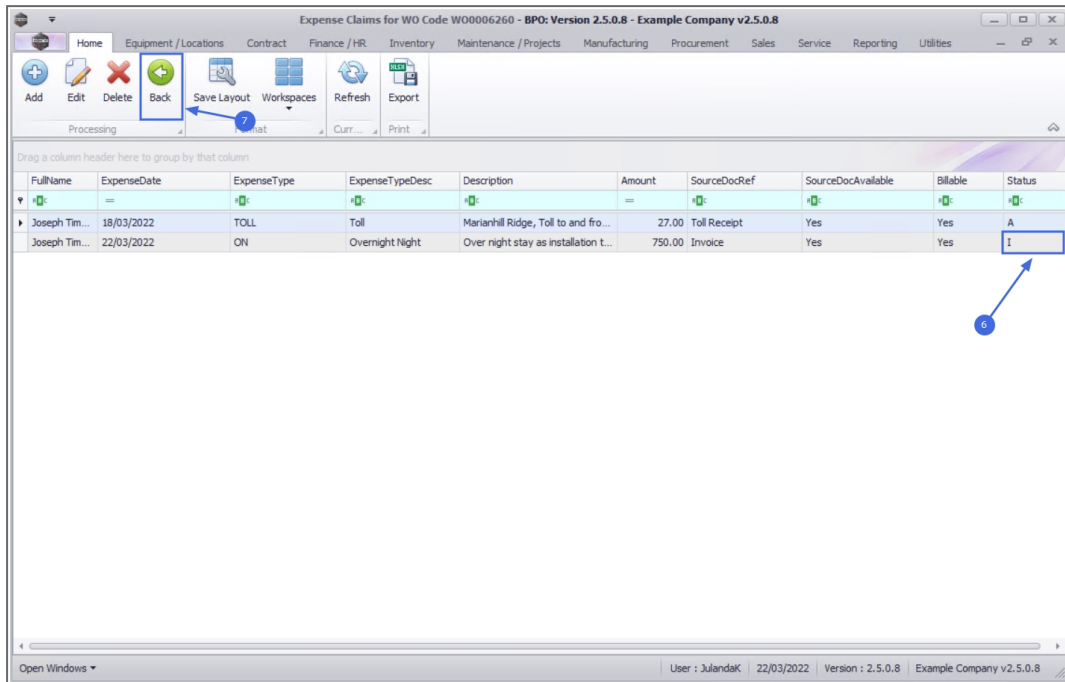 Expense Claims for WO Code WO0006260 - BPO: Version 2.5.0.8 - Example Company v2.5.0.8
Home Equipment / Locations Contract Finance / HR Inventory Maintenance / Projects Manufacturing Procurement Sales Service Reporting Utilities
Add Edit Delete Back Save Layout Workspaces Refresh Export
7
Processing Curr... Print
Drag a column header here to group by that column
FullName ExpenseDate ExpenseType ExpenseTypeDesc Description Amount SourceDocRef SourceDocAvailable Billable Status
Joseph Tim... 18/03/2022 TOLL Toll Marianhill Ridge, Toll to and fro... 27.00 Toll Receipt Yes Yes A
Joseph Tim... 22/03/2022 ON Overnight Night Over night stay as installation t... 750.00 Invoice Yes Yes I
6
Open Windows User : JulandaK 22/03/2022 Version : 2.5.0.8 Example Company v2.5.0.8